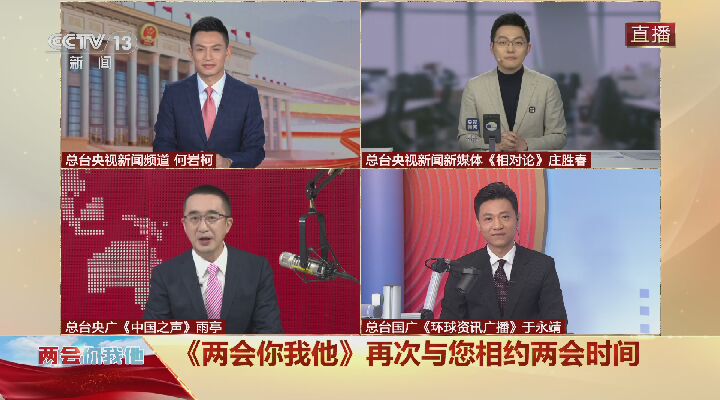 CCTV 13
新闻
直播
总台央视新闻频道 何岩柯
总台央视新闻新媒体《相对论》庄胜春
总台央广《中国之声》雨亭
总台国广《环球资讯广播》于永靖
两会你我他
《两会你我他》再次与您相约两会时间